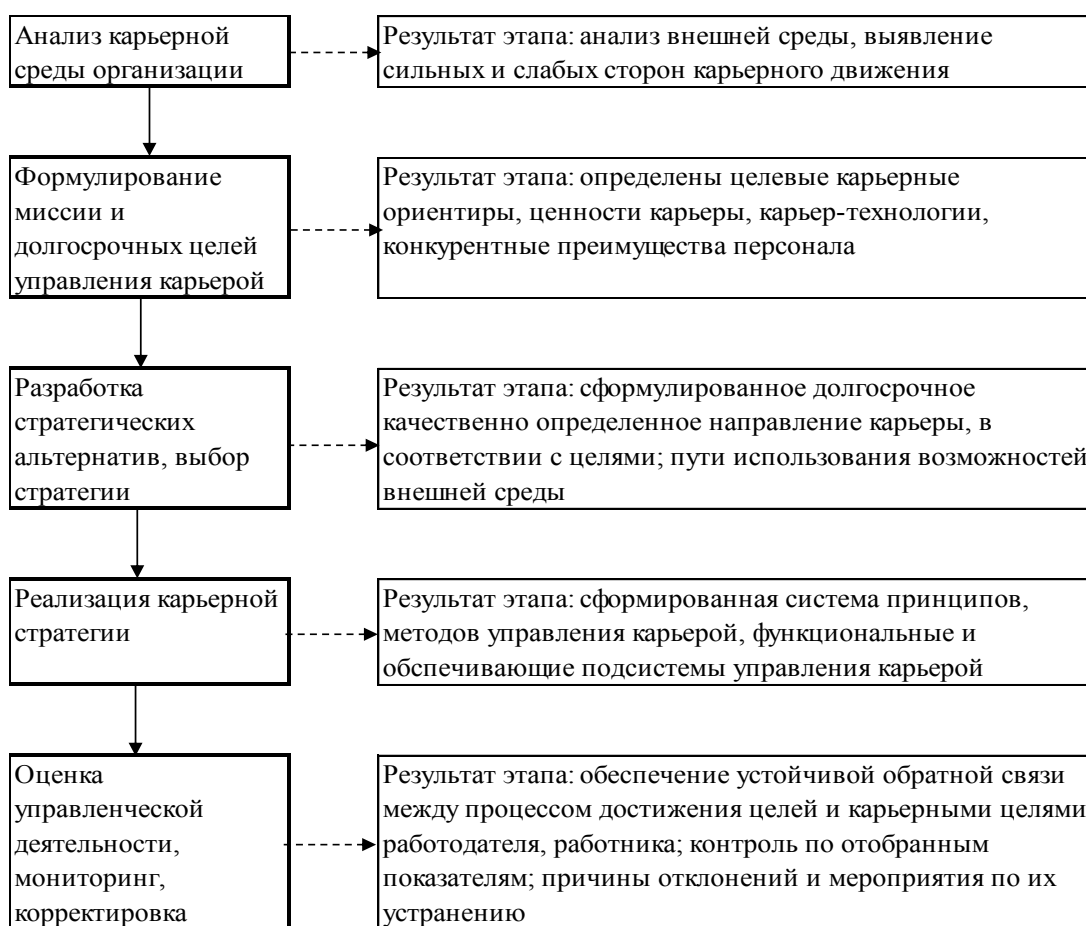 Анализ карьерной
среды организации
Результат этапа: анализ внешней среды, выявление
сильных и слабых сторон карьерного движения
Формулирование
миссии и
долгосрочных целей
управления карьерой
Результат этапа: определены целевые карьерные
ориентиры, ценности карьеры, карьер-технологии,
конкурентные преимущества персонала
Разработка
стратегических
альтернатив, выбор
стратегии
Результат этапа: сформулированное долгосрочное
качественно определенное направление карьеры, в
соответствии с целями; пути использования возможностей
внешней среды
Реализация карьерной
стратегии
Результат этапа: сформированная система принципов,
методов управления карьерой, функциональные и
обспечивающие подсистемы управления карьерой
Оценка
управленческой
деятельности,
мониторинг,
корректировка
Результат этапа: обеспечение устойчивой обратной связи
между процессом достижения целей и карьерными целями
работодателя, работника; контроль по отобранным
показателям; причины отклонений и мероприятия по их
устранению